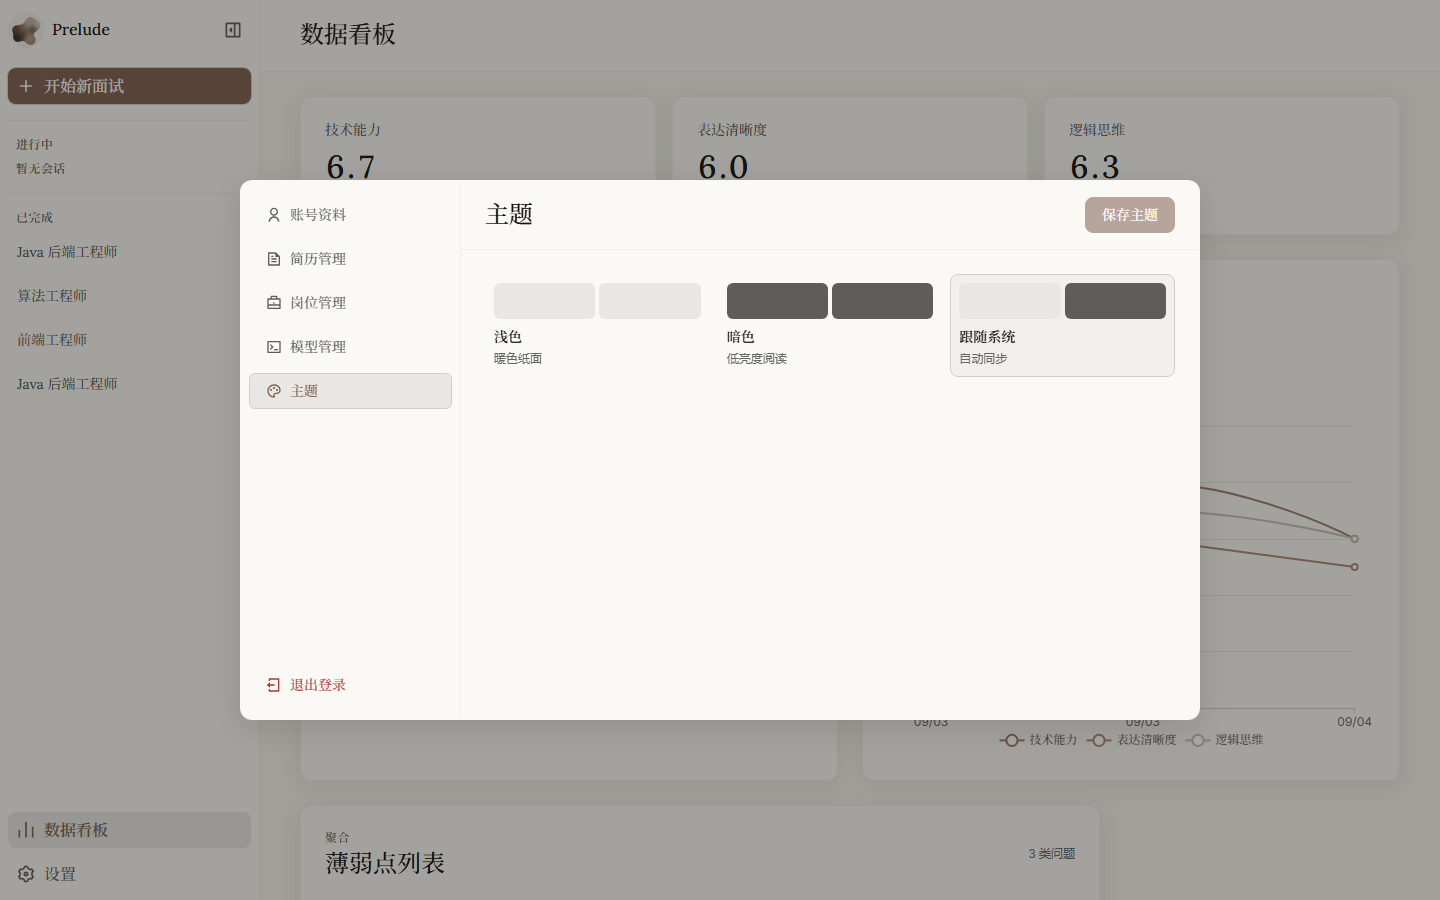 Prelude
开始新面试
进行中
暂无会话
已完成
Java 后端工程师
算法工程师
前端工程师
Java 后端工程师
数据看板
设置
数据看板
技术能力
6.7
表达清晰度
6.0
逻辑思维
6.3
账号资料
简历管理
岗位管理
模型管理
主题
退出登录
主题
保存主题
浅色
暖色纸面
暗色
低亮度阅读
跟随系统
自动同步
09/03
09/03
09/04
技术能力
表达清晰度
逻辑思维
聚合
薄弱点列表
3 类问题